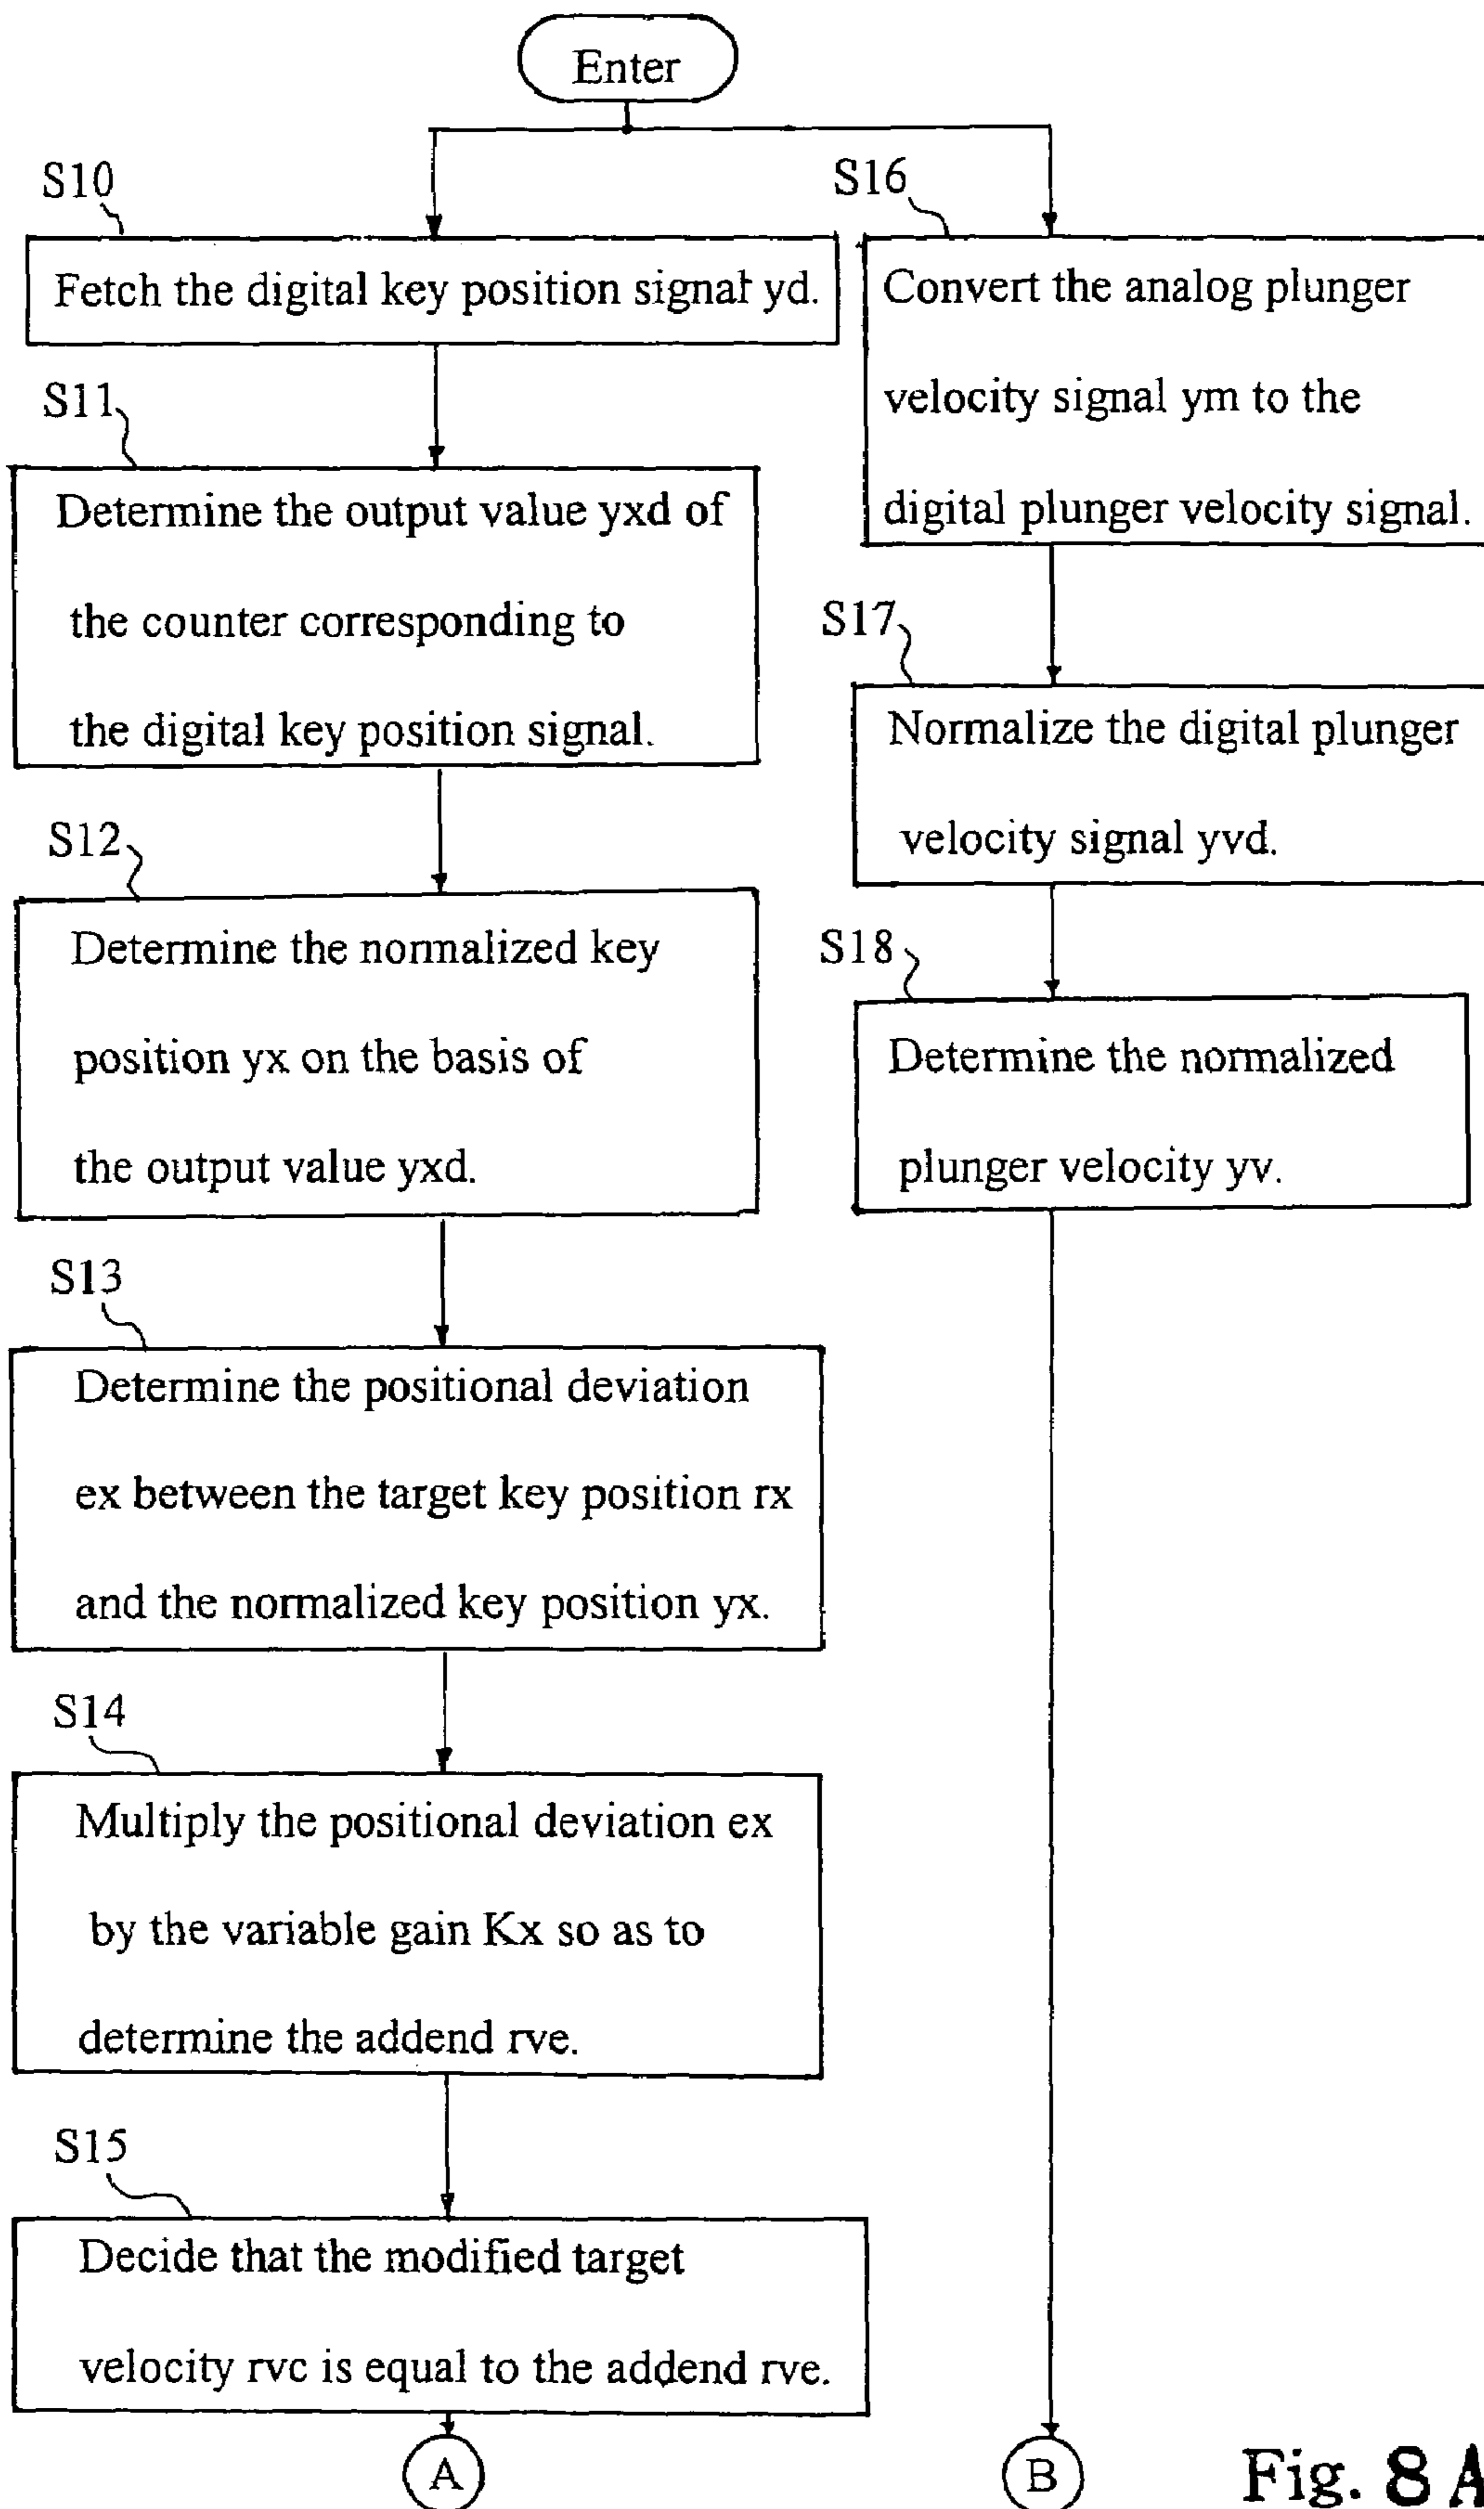 Enter
S10
Fetch the digital key position signal yd.
S11
Determine the output value yxd of
the counter corresponding to
the digital key position signal.
S12
Determine the normalized key
position yx on the basis of
the output value yxd.
S13
Determine the positional deviation
ex between the target key position rx
and the normalized key position yx.
S14
Multiply the positional deviation ex
by the variable gain Kx so as to
determine the addend rve.
S15
Decide that the modified target
velocity rvc is equal to the addend rve.
A
S16
Convert the analog plunger
velocity signal ym to the
digital plunger velocity signal.
S17
Normalize the digital plunger
velocity signal yvd.
S18
Determine the normalized
plunger velocity yv.
B
Fig. 8 A